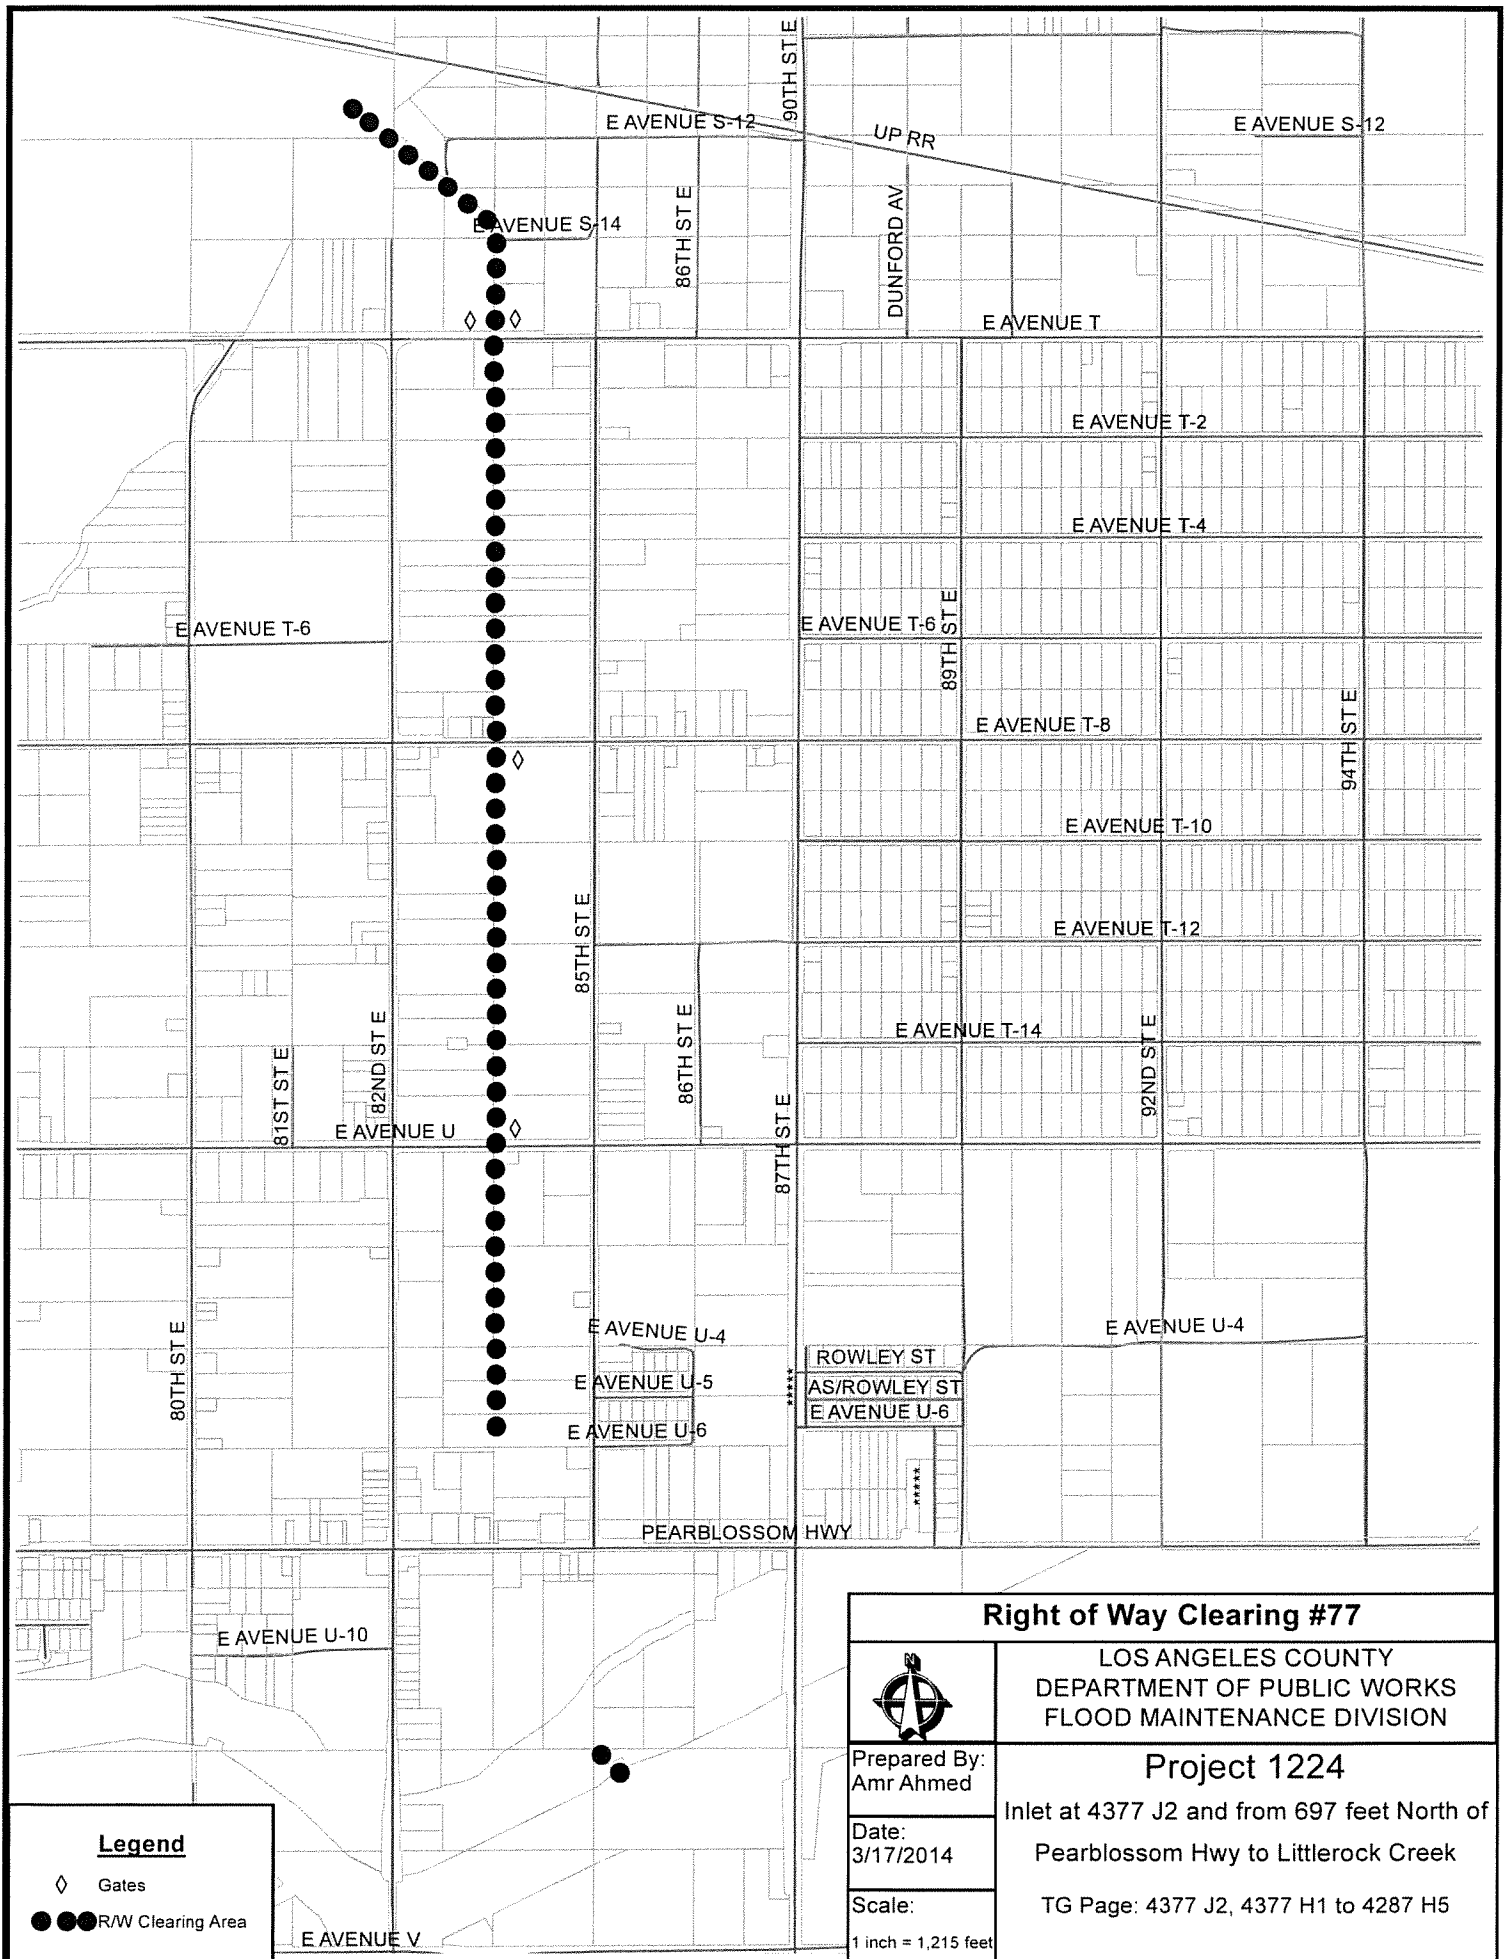 90TH ST E
E AVENUE S-12
UP RR
E AVENUE S-12
E AVENUE S-14
86TH ST E
DUNFORD AV
E AVENUE T
E AVENUE T-2
E AVENUE T-4
E AVENUE T-6
E AVENUE T-6
89TH ST E
E AVENUE T-8
94TH ST E
E AVENUE T-10
85TH ST E
E AVENUE T-12
86TH ST E
E AVENUE T-14
81ST ST E
82ND ST E
92ND ST E
E AVENUE U
87TH ST E
80TH ST E
E AVENUE U-4
E AVENUE U-4
ROWLEY ST
E AVENUE U-5
AS/ROWLEY ST
E AVENUE U-6
E AVENUE U-6
PEARBLOSSOM HWY
E AVENUE U-10
E AVENUE V
Legend
Gates
R/W Clearing Area
Right of Way Clearing #77
N
LOS ANGELES COUNTY
DEPARTMENT OF PUBLIC WORKS
FLOOD MAINTENANCE DIVISION
Prepared By:
Amr Ahmed
Date:
3/17/2014
Scale:
1 inch = 1,215 feet
Project 1224
Inlet at 4377 J2 and from 697 feet North of
Pearblossom Hwy to Littlerock Creek
TG Page: 4377 J2, 4377 H1 to 4287 H5